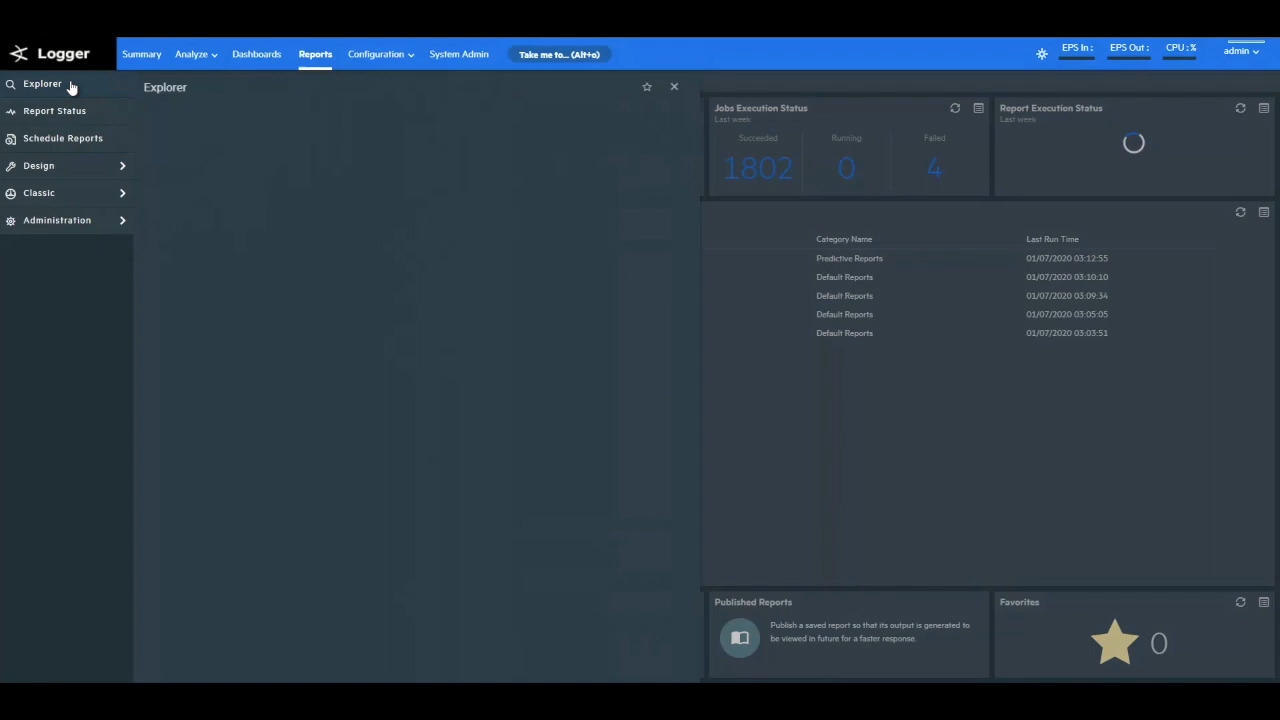 Logger
Summary
Analyze
Dashboards
Reports
Configuration
System Admin
Take me to... (Alt+o)
EPS In :
EPS Out :
CPU : %
admin
Explorer
Report Status
Schedule Reports
Design
Classic
Administration
Explorer
Jobs Execution Status
Last week
Succeeded
Running
Failed
1802
0
4
Report Execution Status
Last week
Category Name
Last Run Time
Predictive Reports
01/07/2020 03:12:55
Default Reports
01/07/2020 03:10:10
Default Reports
01/07/2020 03:09:34
Default Reports
01/07/2020 03:05:05
Default Reports
01/07/2020 03:03:51
Published Reports
Publish a saved report so that its output is generated to
be viewed in future for a faster response.
Favorites
0